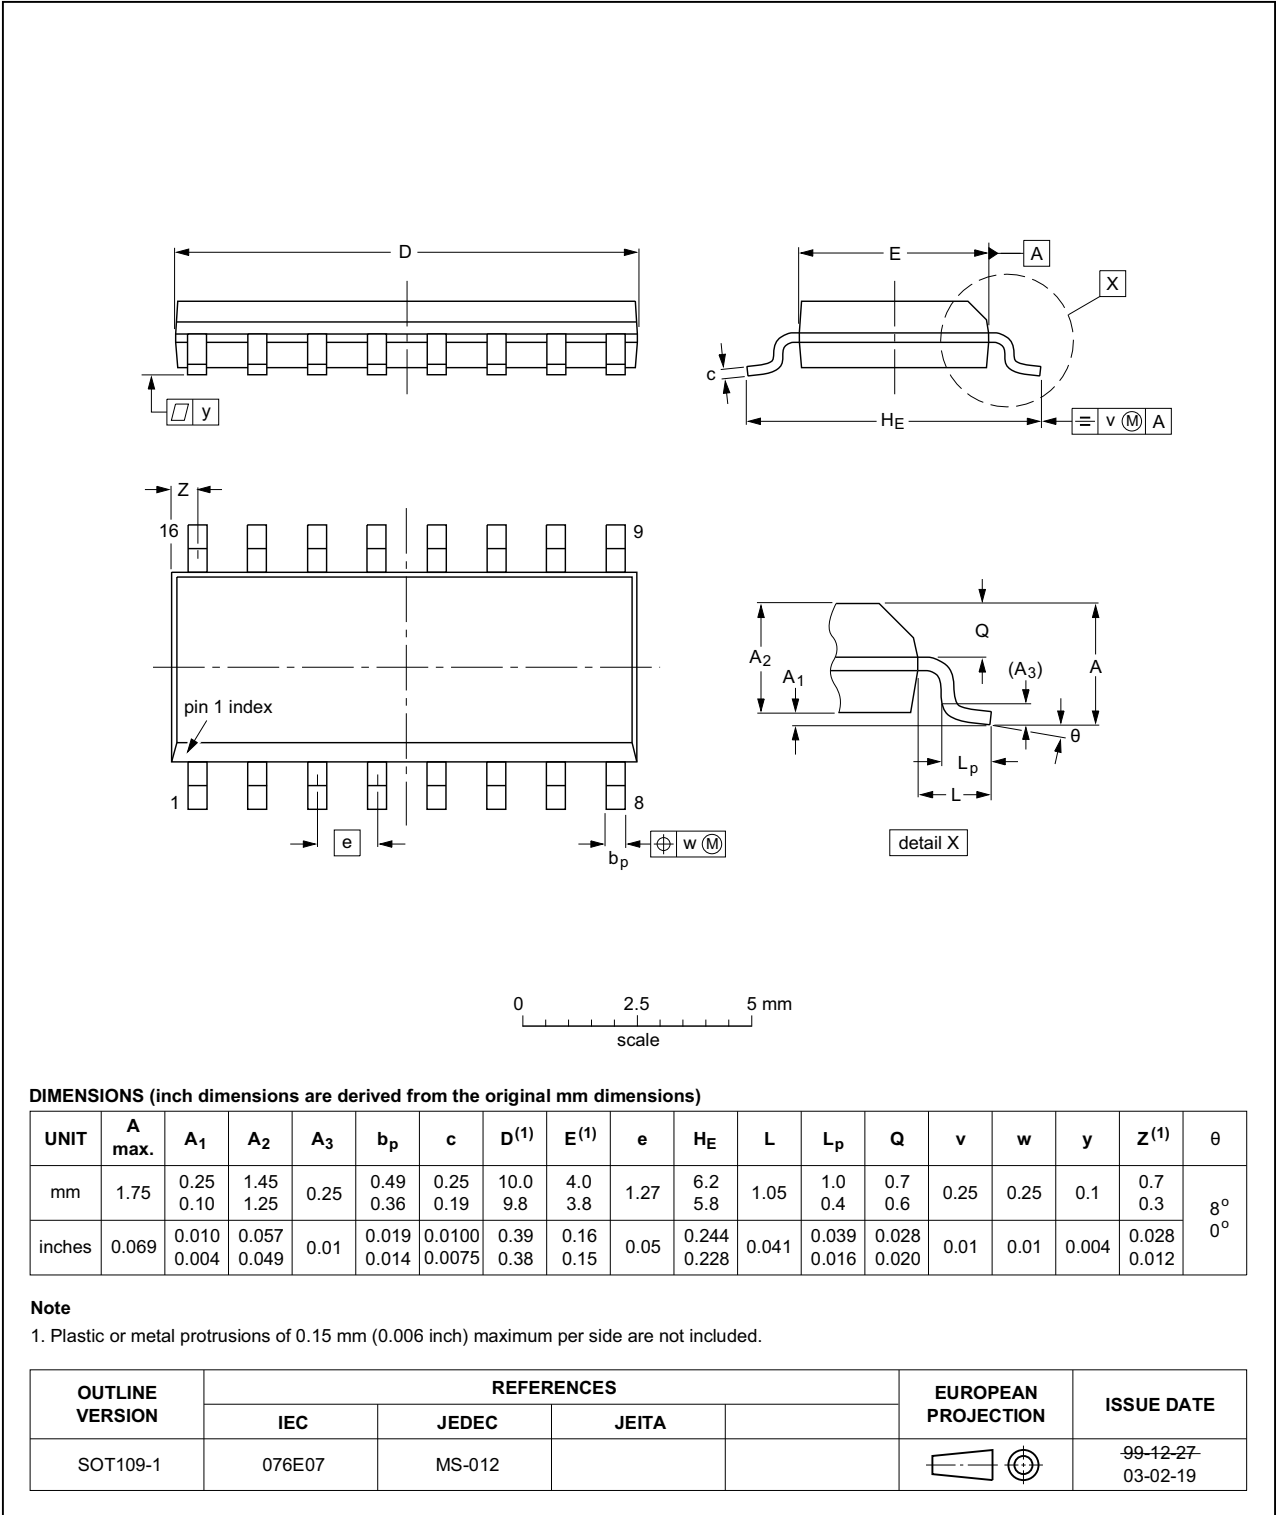 D
E
A
X
c
y
HE
v M A
Z
16
9
pin 1 index
1
8
e
bp
w M
Q
A2
A1
(A3)
A
θ
Lp
L
detail X
0 2.5 5 mm
scale
DIMENSIONS (inch dimensions are derived from the original mm dimensions)
UNIT A max. A1 A2 A3 bp c D(1) E(1) e HE L Lp Q v w y Z(1) θ
mm 1.75 0.25 0.10 1.45 1.25 0.25 0.49 0.36 0.25 0.19 10.0 9.8 4.0 3.8 1.27 6.2 5.8 1.05 1.0 0.4 0.7 0.6 0.25 0.25 0.1 0.7 0.3 8o 0o
inches 0.069 0.010 0.004 0.057 0.049 0.01 0.019 0.014 0.0100 0.0075 0.39 0.38 0.16 0.15 0.05 0.244 0.228 0.041 0.039 0.016 0.028 0.020 0.01 0.01 0.004 0.028 0.012
Note
1. Plastic or metal protrusions of 0.15 mm (0.006 inch) maximum per side are not included.
OUTLINE VERSION REFERENCES EUROPEAN PROJECTION ISSUE DATE
IEC JEDEC JEITA
SOT109-1 076E07 MS-012 99-12-27
03-02-19